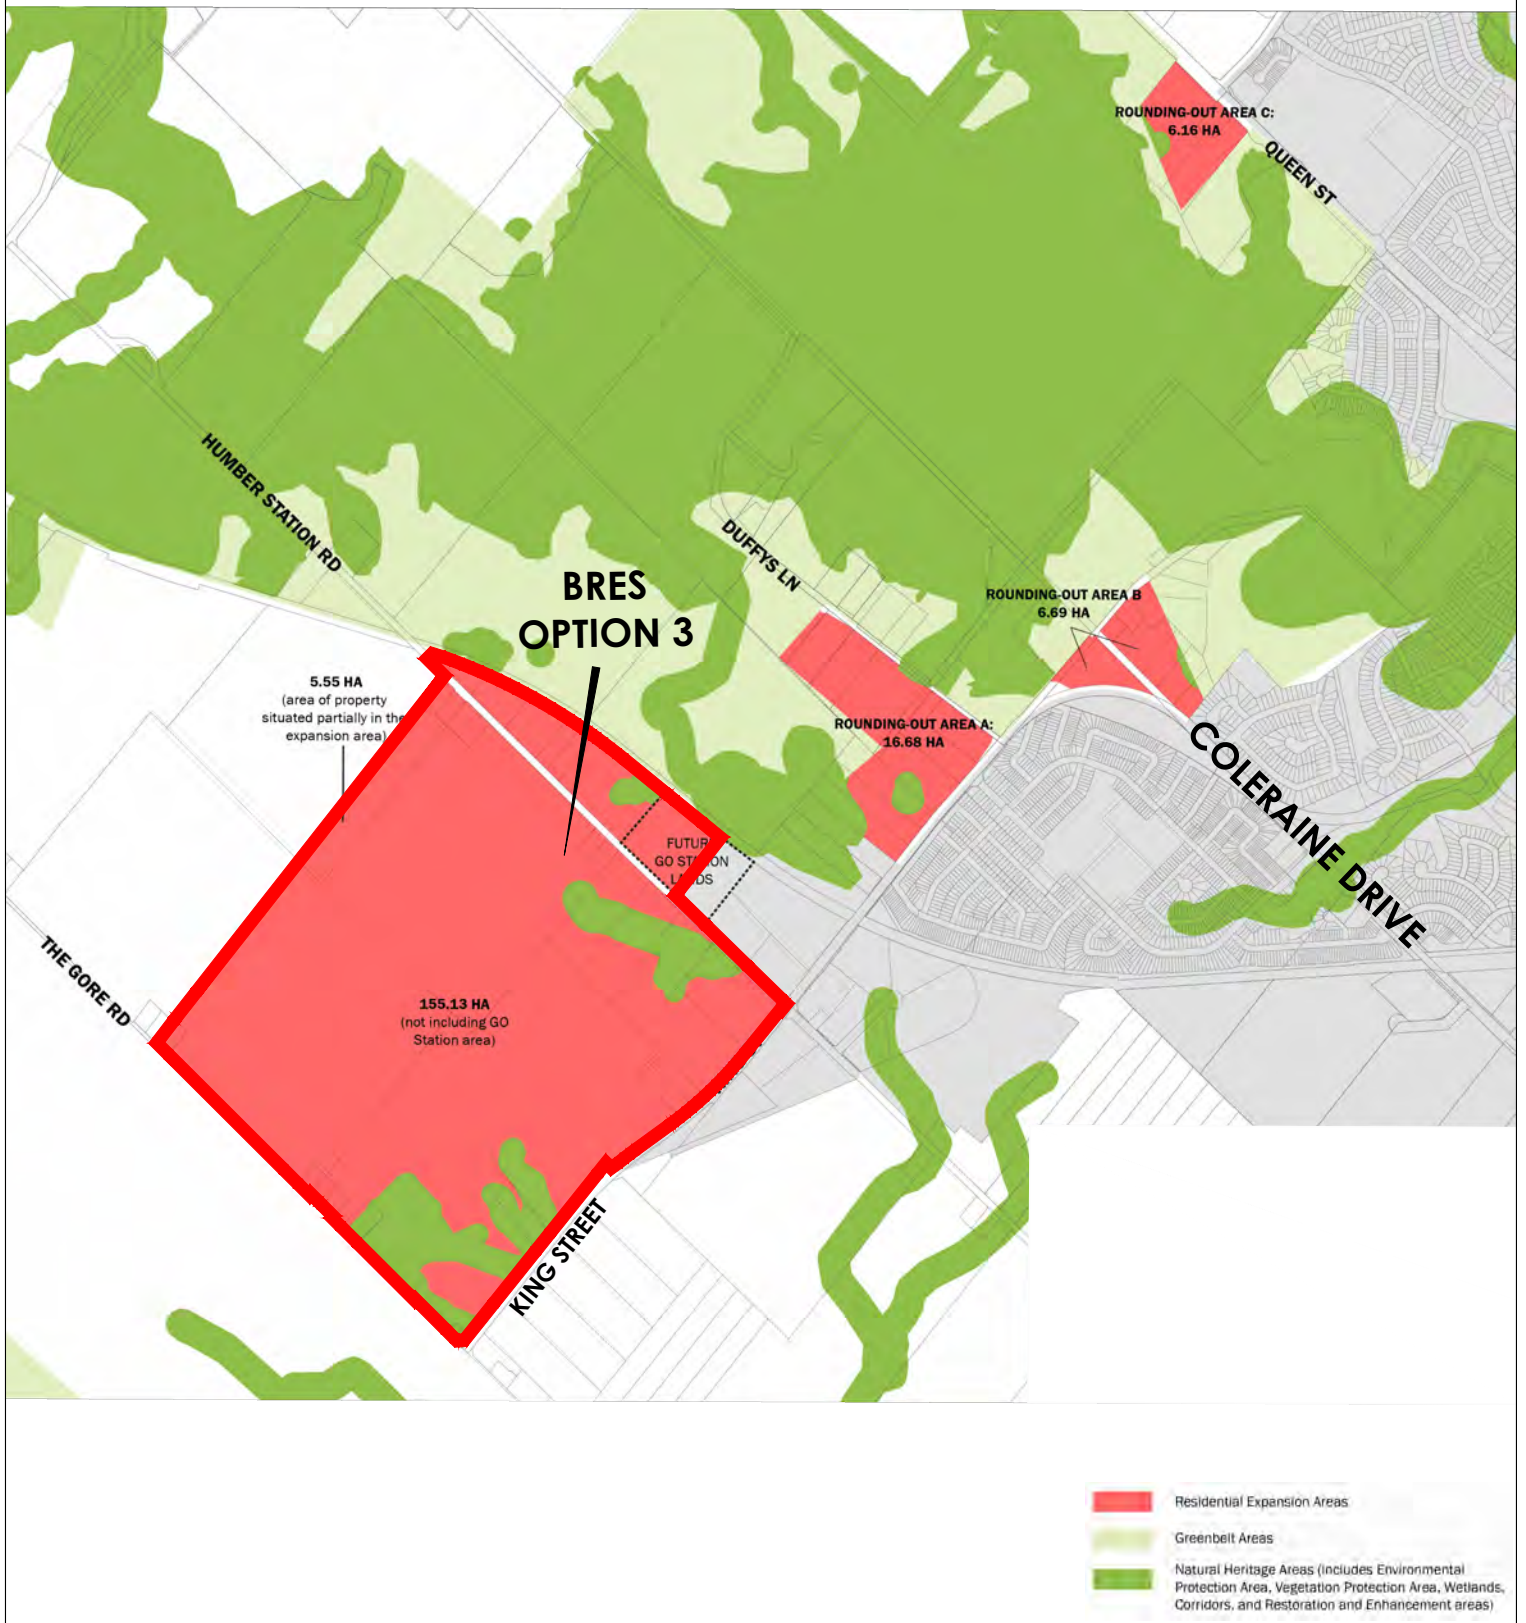 ROUNDING-OUT AREA C:
6.16 HA
QUEEN ST
HUMBER STATION RD
DUFFYS LN
BRES
OPTION 3
ROUNDING-OUT AREA B
6.69 HA
5.55 HA
(area of property
situated partially in the
expansion area)
ROUNDING-OUT AREA A:
16.68 HA
COLERAINE DRIVE
FUTURE
GO STATION
LANDS
THE GORE RD
155.13 HA
(not including GO
Station area)
KING STREET
Residential Expansion Areas
Greenbelt Areas
Natural Heritage Areas (includes Environmental
Protection Area, Vegetation Protection Area, Wetlands,
Corridors, and Restoration and Enhancement areas)